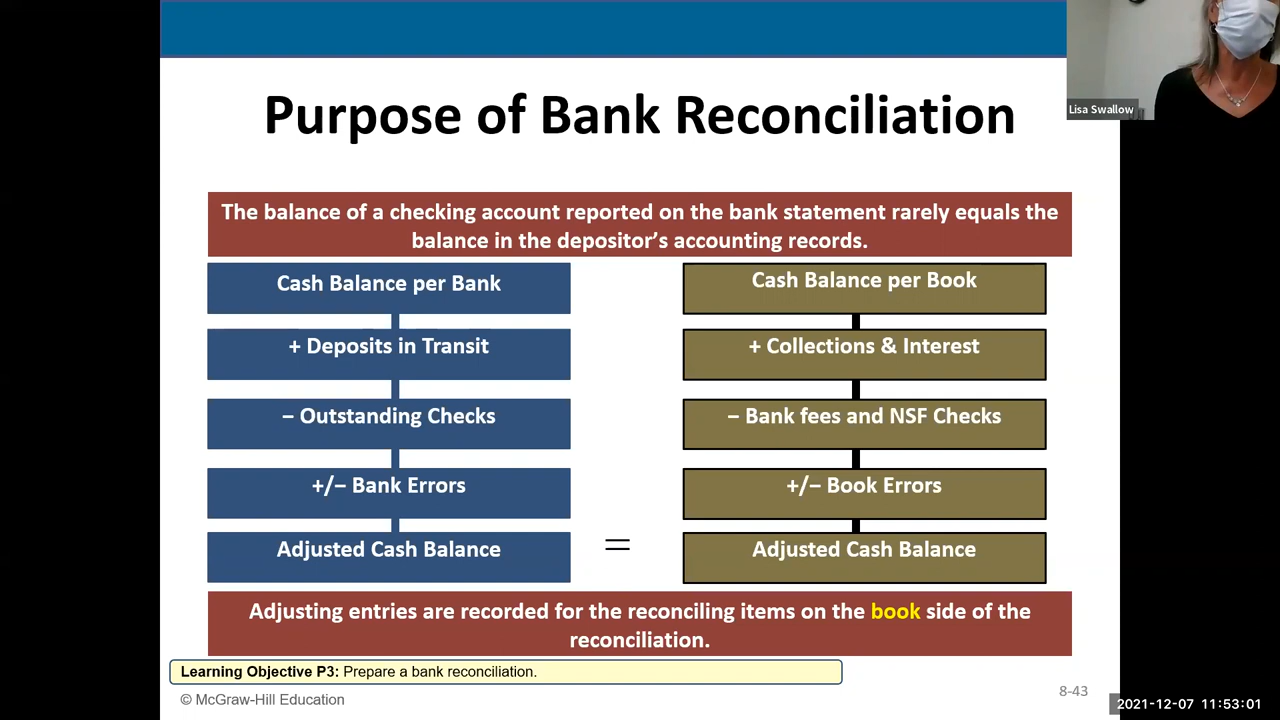 Purpose of Bank Reconciliation
Lisa Swallow
The balance of a checking account reported on the bank statement rarely equals the
balance in the depositor’s accounting records.
Cash Balance per Bank
+ Deposits in Transit
− Outstanding Checks
+/− Bank Errors
Adjusted Cash Balance
=
Cash Balance per Book
+ Collections & Interest
− Bank fees and NSF Checks
+/− Book Errors
Adjusted Cash Balance
Adjusting entries are recorded for the reconciling items on the book side of the
reconciliation.
Learning Objective P3: Prepare a bank reconciliation.
© McGraw-Hill Education
8-43
2021-12-07 11:53:01